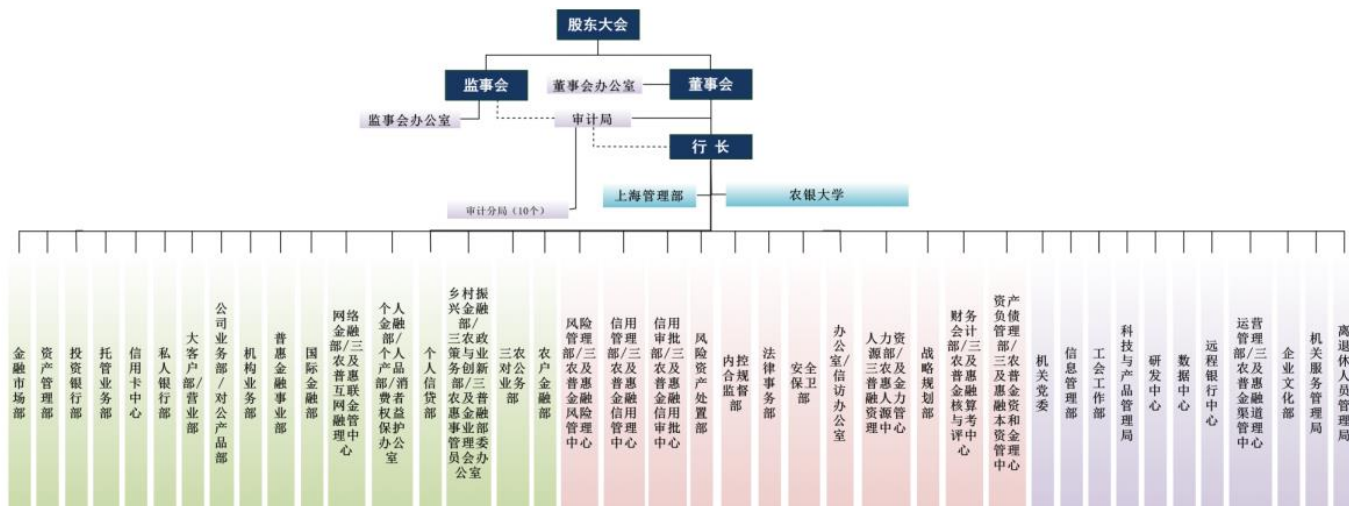 股东大会
监事会
董事会办公室
董事会
监事会办公室
审计局
行 长
上海管理部
农银大学
审计分局（10个）
金融市场部
资产管理部
投资银行部
托管业务部
信用卡中心
私人银行部
大客户部/营业部
公司业务部/对公产品部
机构业务部
普惠金融事业部
国际金融部
网络金融部/三农及普惠互联网金融管理中心
个人金融部/个人产品部/消费者权益保护办公室
个人信贷部
乡村振兴金融部/三农政策与业务创新部/三农及普惠金融事业部管理委员会办公室
三农对公业务部
农户金融部
风险管理部/三农及普惠金融风险管理中心
信用管理部/三农及普惠金融信用管理中心
信用审批部/三农及普惠金融信用审批中心
风险资产处置部
内控合规监督部
法律事务部
安全保卫部
办公室/信访办公室
人力资源部/三农及普惠金融人力资源管理中心
战略规划部
财务会计部/三农及普惠金融核算与考评中心
资产负债管理部/三农及普惠金融资本和资金管理中心
机关党委
信息管理部
工会工作部
科技与产品管理局
研发中心
数据中心
远程银行中心
运营管理部/三农及普惠金融渠道管理中心
企业文化部
机关服务管理局
离退休人员管理局